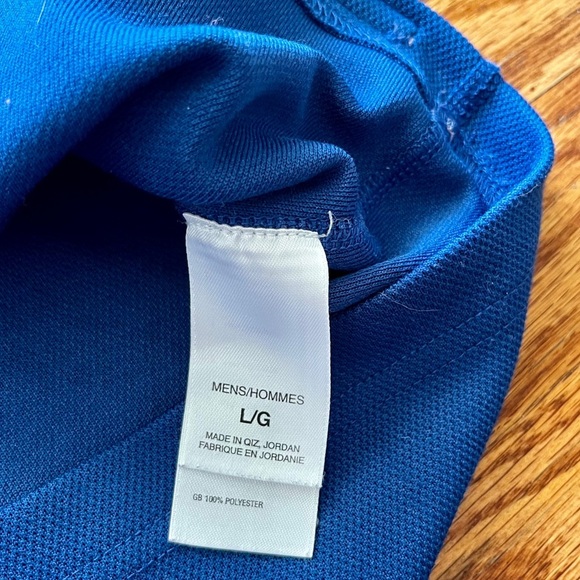 MENS/HOMMES
L/G
MADE IN QIZ, JORDAN
FABRIQUE EN JORDANIE
GB 100% POLYESTER